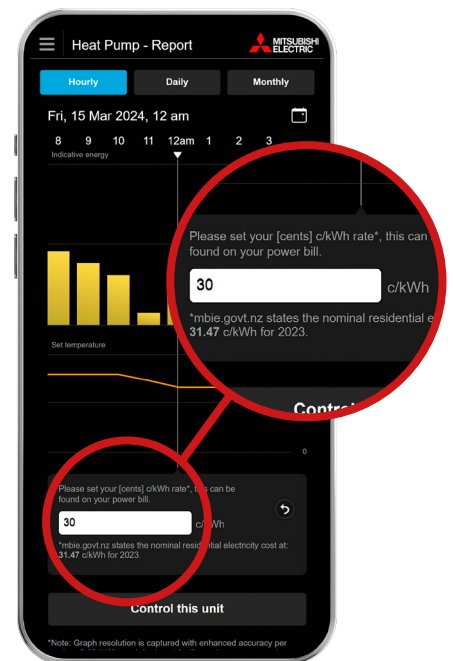 Heat Pump - Report
MITSUBISHI
ELECTRIC
Hourly Daily Monthly
Fri, 15 Mar 2024, 12 am
8 9 10 11 12am 1 2 3
Indicative energy
Please set your [cents] c/kWh rate*, this can
found on your power bill.
30 c/kWh
*mbie.govt.nz states the nominal residential e
31.47 c/kWh for 2023.
Set temperature
Contro
0
Please set your [cents] c/kWh rate*, this can be
found on your power bill.
30 c/kWh
*mbie.govt.nz states the nominal residential electricity cost at:
31.47 c/kWh for 2023.
Control this unit
*Note: Graph resolution is captured with enhanced accuracy per